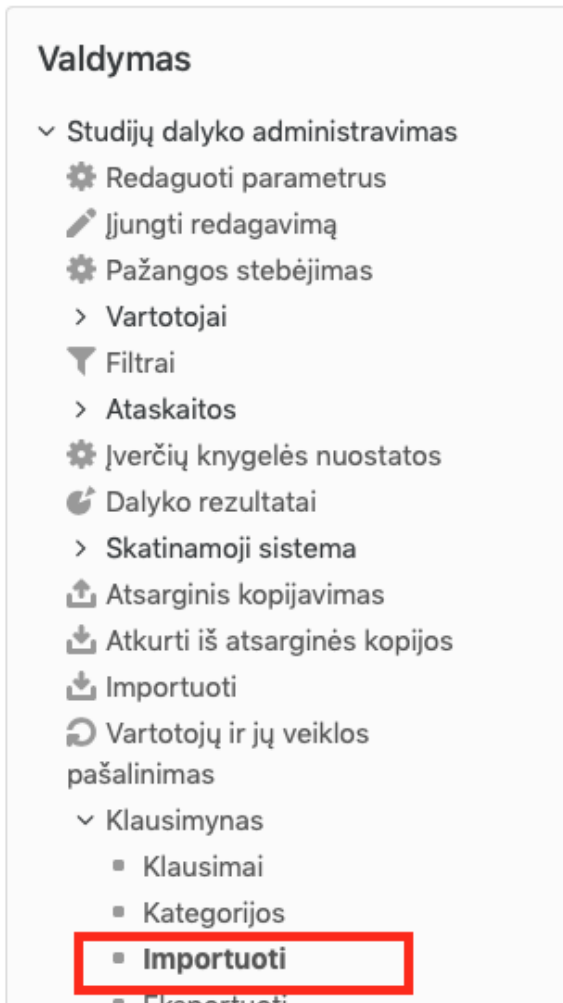 Valdymas
Studijų dalyko administravimas
Redaguoti parametrus
Įjungti redagavimą
Pažangos stebėjimas
Vartotojai
Filtrai
Ataskaitos
Įverčių knygelės nuostatos
Dalyko rezultatai
Skatinamoji sistema
Atsarginis kopijavimas
Atkurti iš atsarginės kopijos
Importuoti
Vartotojų ir jų veiklos
pašalinimas
Klausimynas
Klausimai
Kategorijos
Importuoti
Eksportuoti